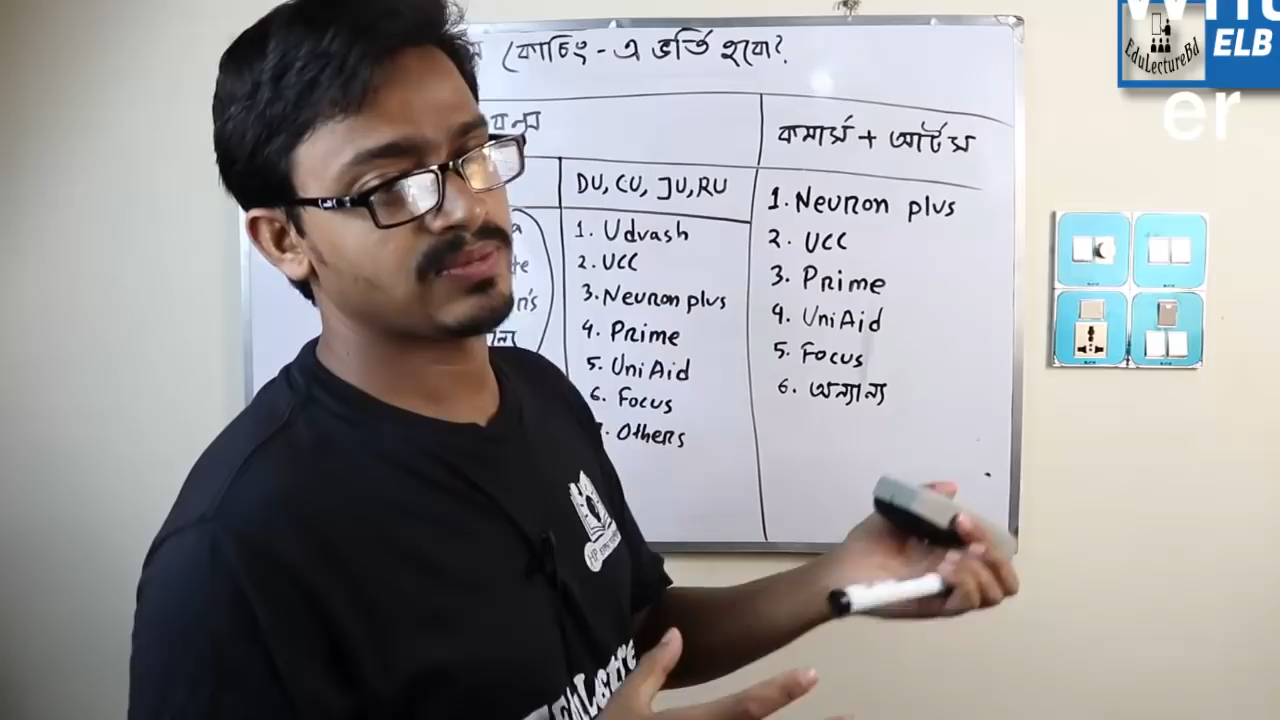 কোচিং - এ ভর্তি হবো?
কমার্স + আর্টস
DU, CU, JU, RU
1. Udvash
2. UCC
3. Neuron plus
4. Prime
5. UniAid
6. Focus
. Others
1. Neuron plus
2. UCC
3. Prime
4. UniAid
5. Focus
6. অন্যান্য
EduLectureBd
ELB
er